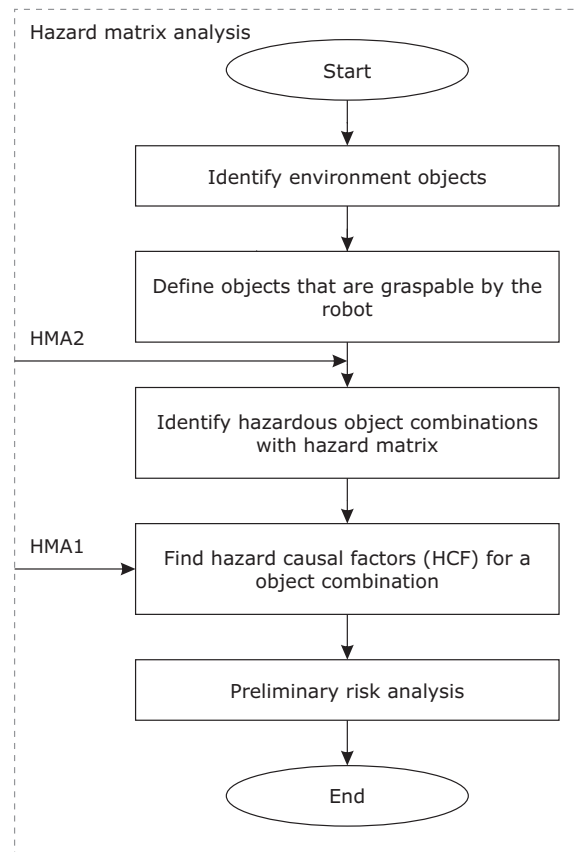 Hazard matrix analysis
Start
Identify environment objects
Define objects that are graspable by the
robot
HMA2
Identify hazardous object combinations
with hazard matrix
HMA1
Find hazard causal factors (HCF) for a
object combination
Preliminary risk analysis
End